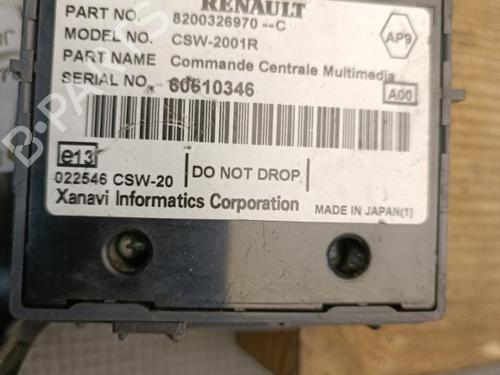 RENAULT
PART NO. 8200326970 --C
MODEL NO. CSW-2001R
AP9
PART NAME Commande Centrale Multimedia
SERIAL NO. 60610346
A00
e13
022546 CSW-20
DO NOT DROP
Xanavi Informatics Corporation
MADE IN JAPAN(1)
B-PARTS